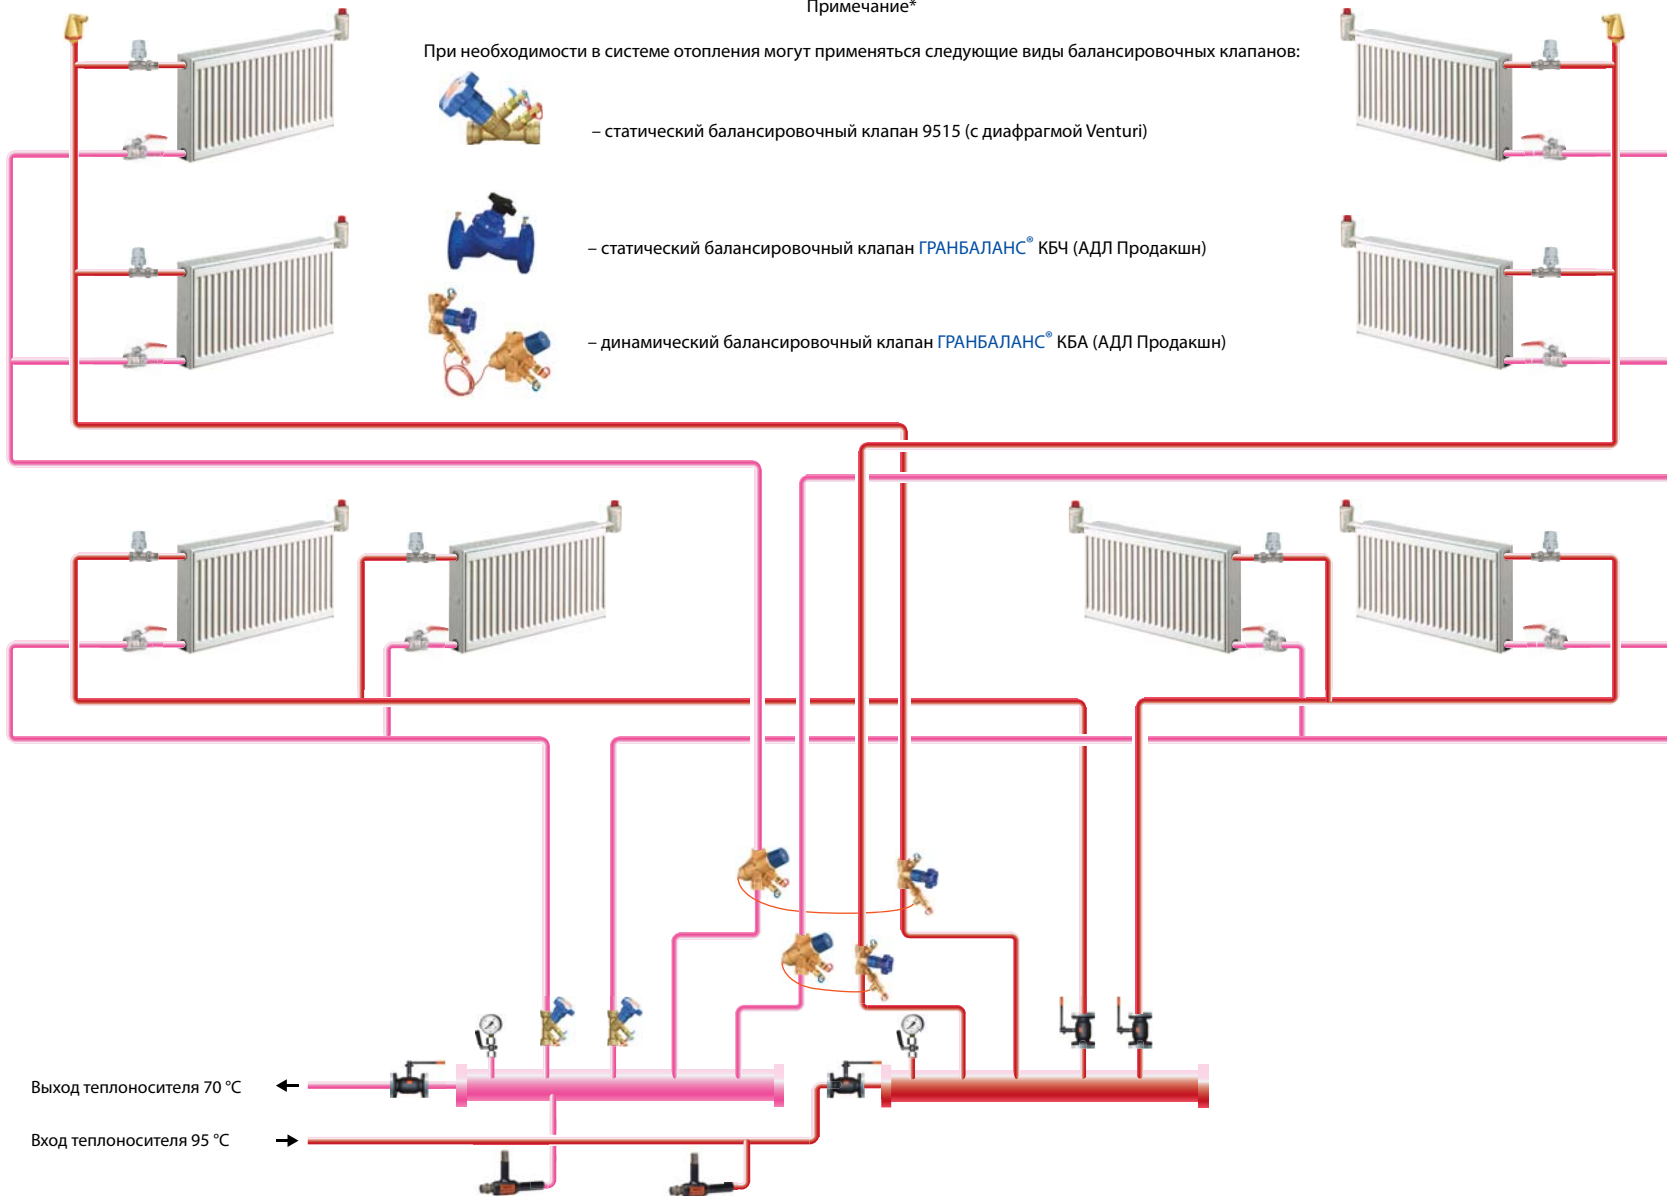 Примечание*
При необходимости в системе отопления могут применяться следующие виды балансировочных клапанов:
– статический балансировочный клапан 9515 (с диафрагмой Venturi)
– статический балансировочный клапан ГРАНБАЛАНС® КБЧ (АДЛ Продакшн)
– динамический балансировочный клапан ГРАНБАЛАНС® КБА (АДЛ Продакшн)
Выход теплоносителя 70 °C
Вход теплоносителя 95 °C